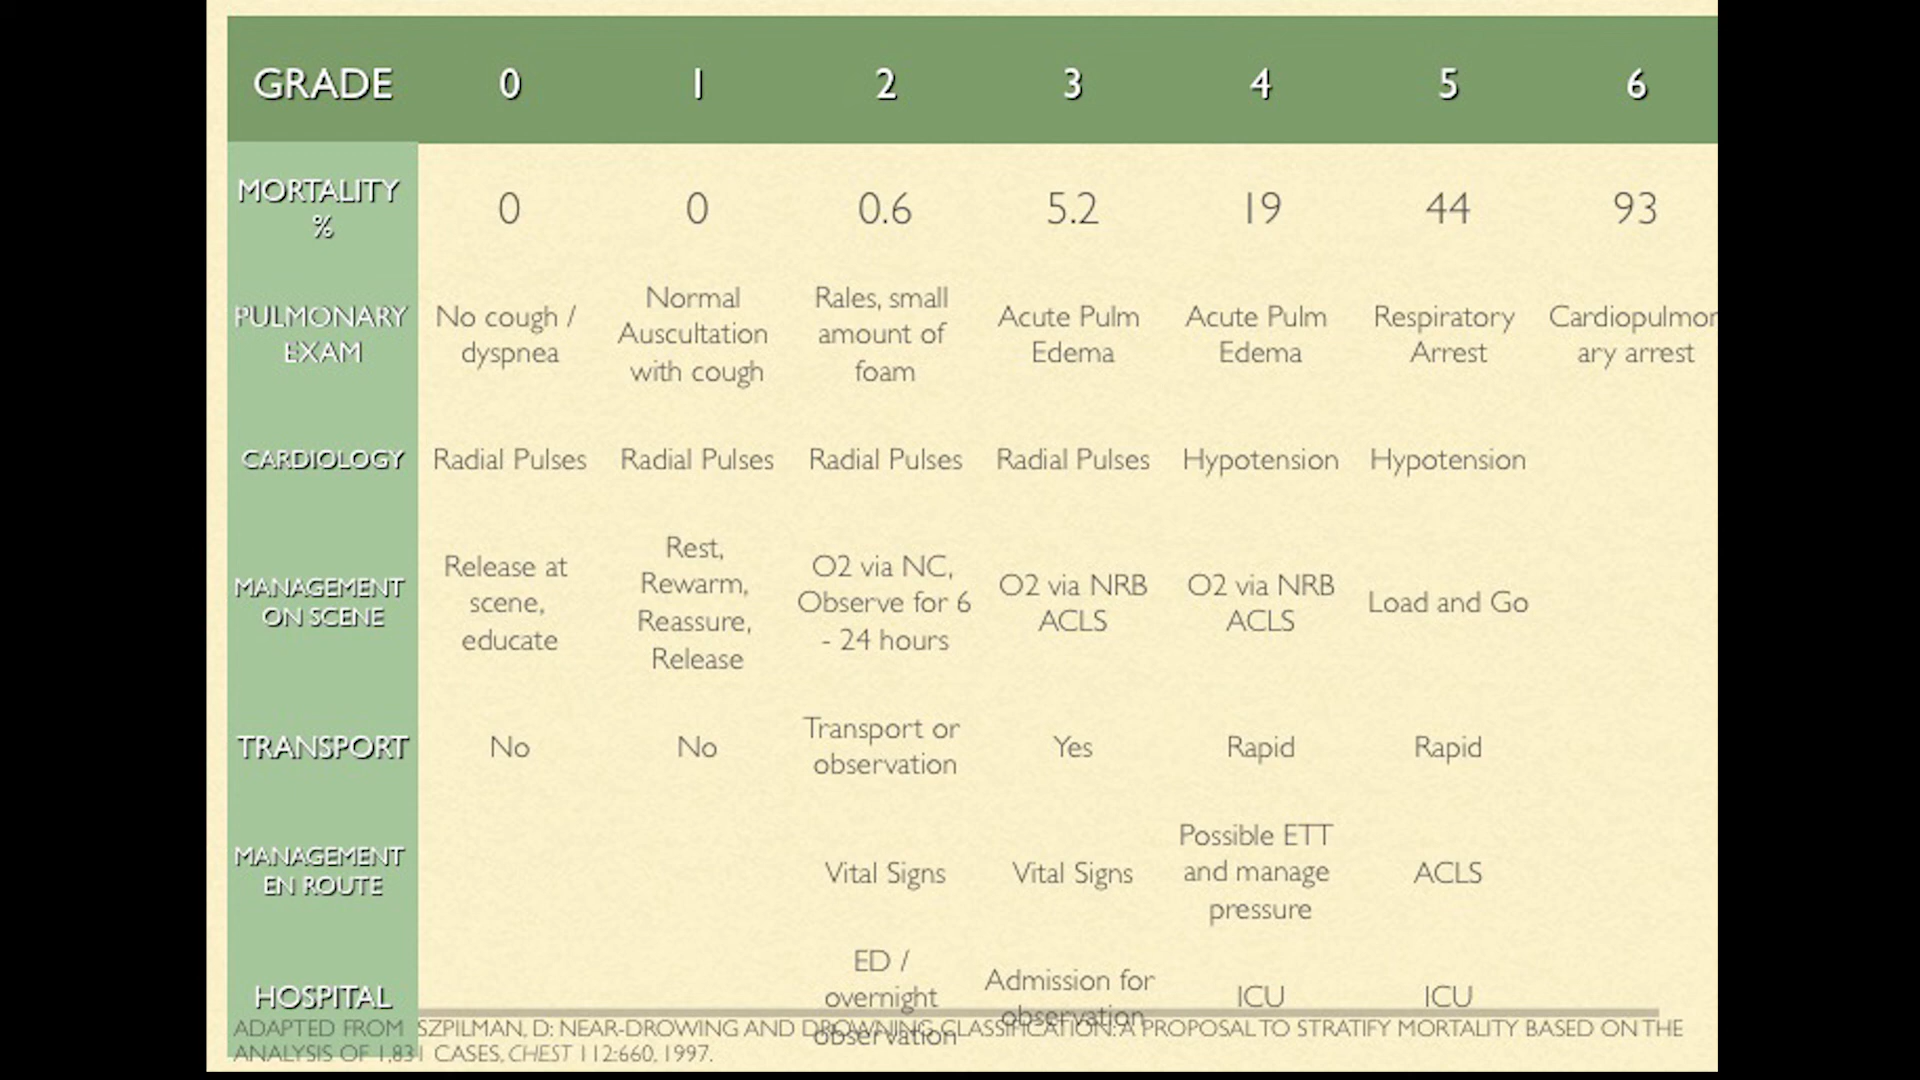 GRADE 0 1 2 3 4 5 6
MORTALITY
%
0 0 0.6 5.2 19 44 93
PULMONARY
EXAM
No cough /
dyspnea
Normal
Auscultation
with cough
Rales, small
amount of
foam
Acute Pulm
Edema
Acute Pulm
Edema
Respiratory
Arrest
Cardiopulmon
ary arrest
CARDIOLOGY Radial Pulses Radial Pulses Radial Pulses Radial Pulses Hypotension Hypotension
MANAGEMENT
ON SCENE
Release at
scene,
educate
Rest,
Rewarm,
Reassure,
Release
O2 via NC,
Observe for 6
- 24 hours
O2 via NRB
ACLS
O2 via NRB
ACLS
Load and Go
TRANSPORT
No
No
Transport or
observation
Yes
Rapid
Rapid
MANAGEMENT
EN ROUTE
Vital Signs
Vital Signs
Possible ETT
and manage
pressure
ACLS
HOSPITAL
ED /
overnight
observation
Admission for
observation
ICU
ICU
ADAPTED FROM SZPILMAN, D: NEAR-DROWING AND DROWNING CLASSIFICATION: A PROPOSAL TO STRATIFY MORTALITY BASED ON THE
ANALYSIS OF 1,831 CASES, CHEST 112:660, 1997.